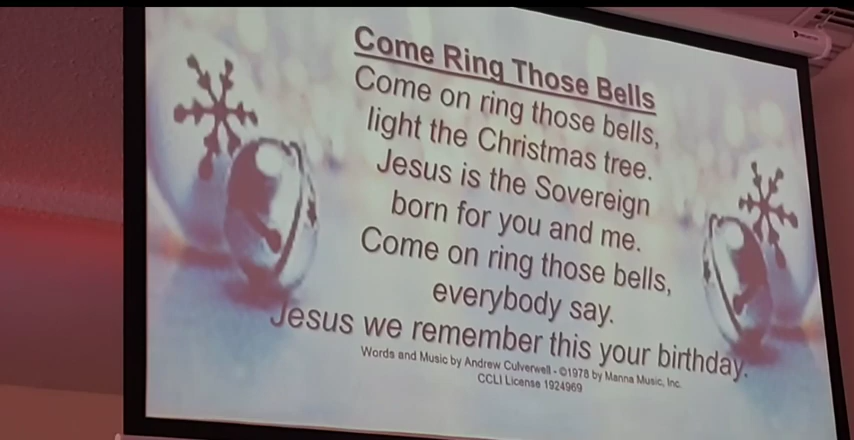 Come Ring Those Bells
Come on ring those bells,
light the Christmas tree.
Jesus is the Sovereign
born for you and me.
Come on ring those bells,
everybody say.
Jesus we remember this your birthday.
Words and Music by Andrew Culverwell - ©1978 by Manna Music, Inc.
CCLI License 1924969